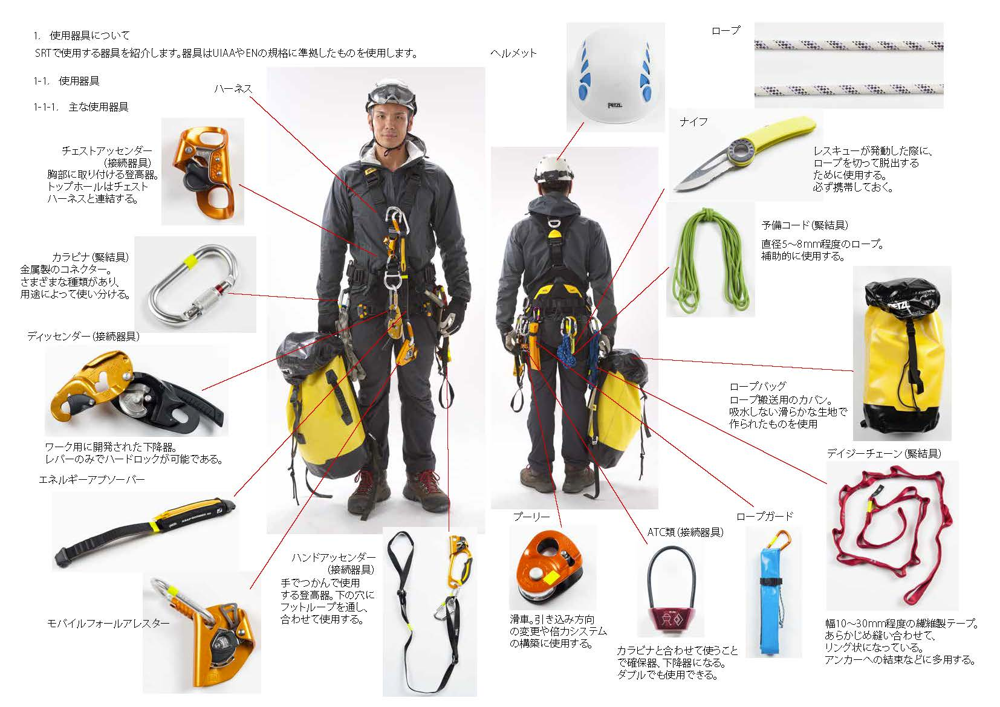 1. 使用器具について
SRTで使用する器具を紹介します。器具はUIAAやENの規格に準拠したものを使用します。
1-1. 使用器具
1-1-1. 主な使用器具
ハーネス
チェストアッセンダー
(接続器具)
胸部に取り付ける登高器。
トップホールはチェスト
ハーネスと連結する。
カラビナ(緊結具)
金属製のコネクター。
さまざまな種類があり、
用途によって使い分ける。
ディッセンダー(接続器具)
ワーク用に開発された下降器。
レバーのみでハードロックが可能である。
エネルギーアブソーバー
PETZL ASAP'SORBER 40
モバイルフォールアレスター
ハンドアッセンダー
(接続器具)
手でつかんで使用
する登高器。下の穴に
フットループを通し、
合わせて使用する。
ヘルメット
PETZL
ロープ
ナイフ
レスキューが発動した際に、
ロープを切って脱出する
ために使用する。
必ず携帯しておく。
予備コード(緊結具)
直径5〜8mm程度のロープ。
補助的に使用する。
PETZL
ロープバッグ
ロープ搬送用のカバン。
吸水しない滑らかな生地で
作られたものを使用
デイジーチェーン(緊結具)
幅10〜30mm程度の繊維製テープ。
あらかじめ縫い合わせて、
リング状になっている。
アンカーへの結束などに多用する。
プーリー
滑車。引き込み方向
の変更や倍力システム
の構築に使用する。
ATC類(接続器具)
カラビナと合わせて使うこと
で確保器、下降器になる。
ダブルでも使用できる。
ロープガード